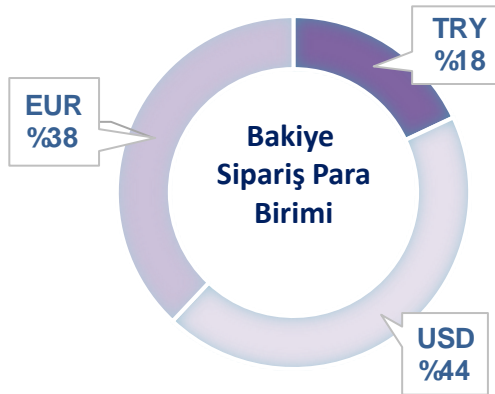 TRY
%18
EUR
%38
Bakiye
Sipariş Para
Birimi
USD
%44